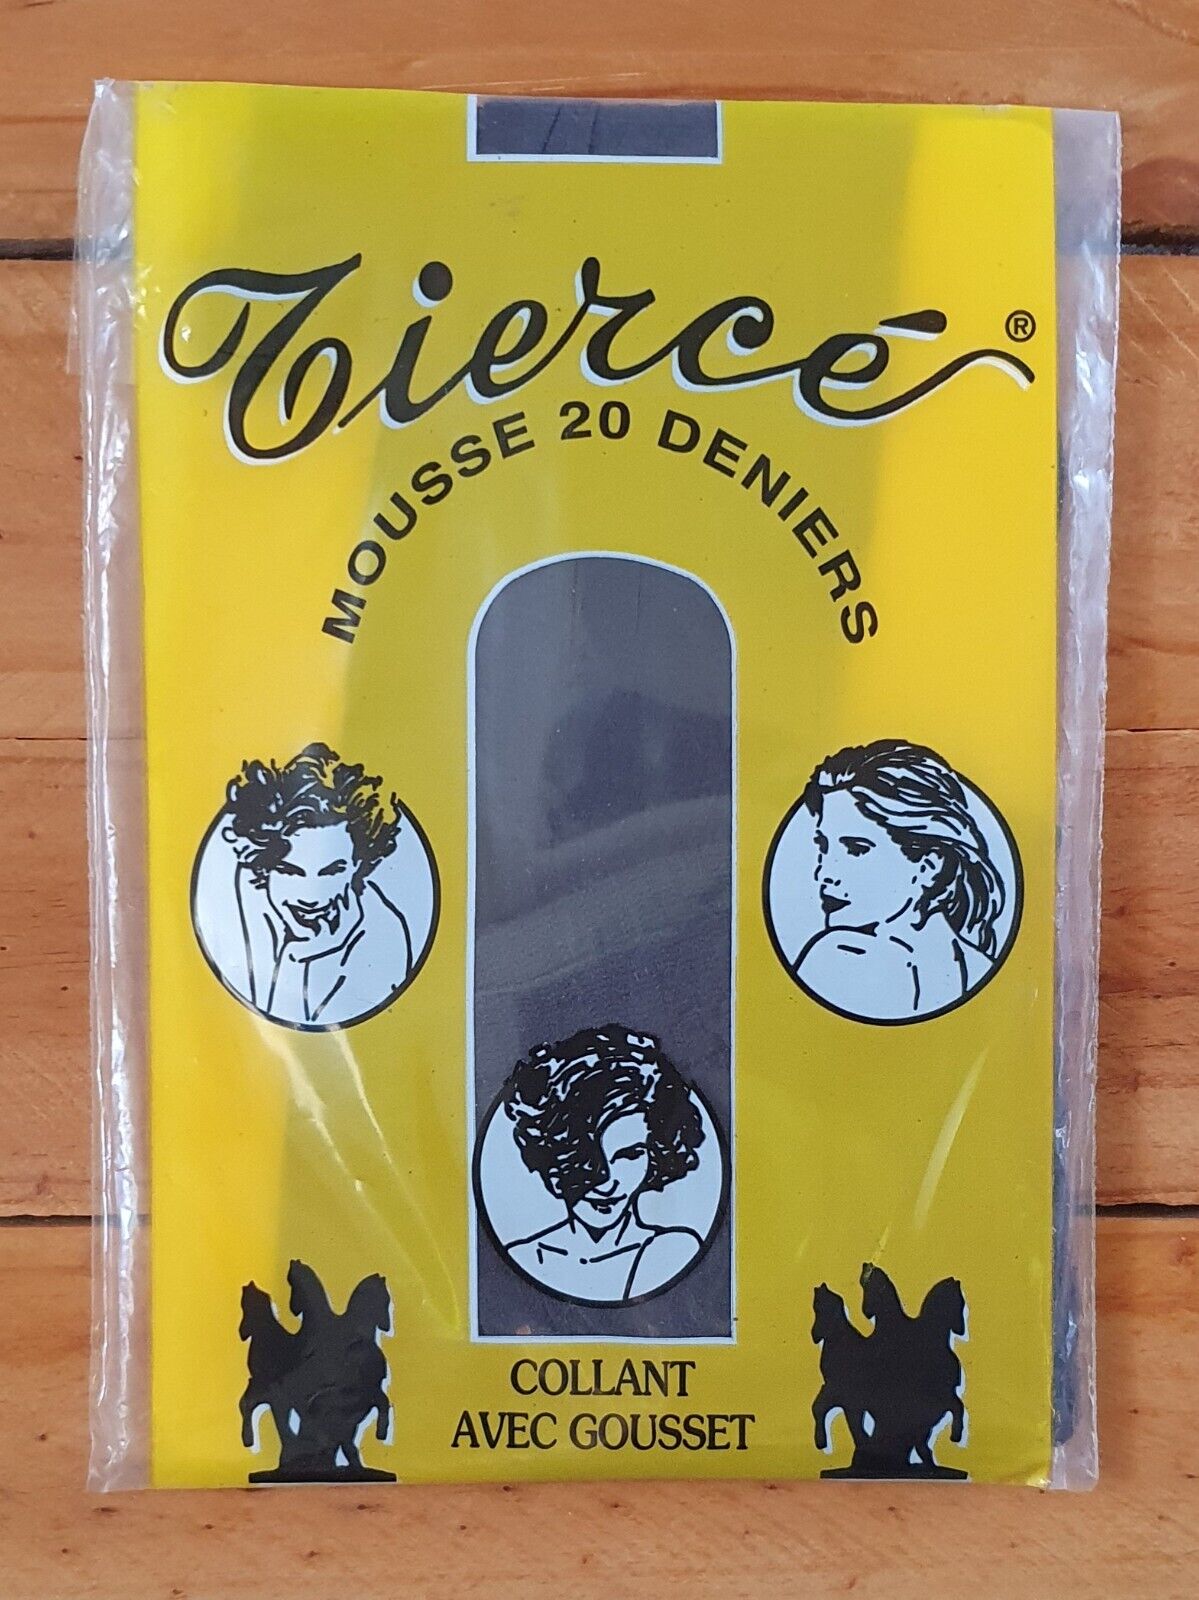 Tiercé ®
MOUSSE 20 DENIERS
COLLANT
AVEC GOUSSET